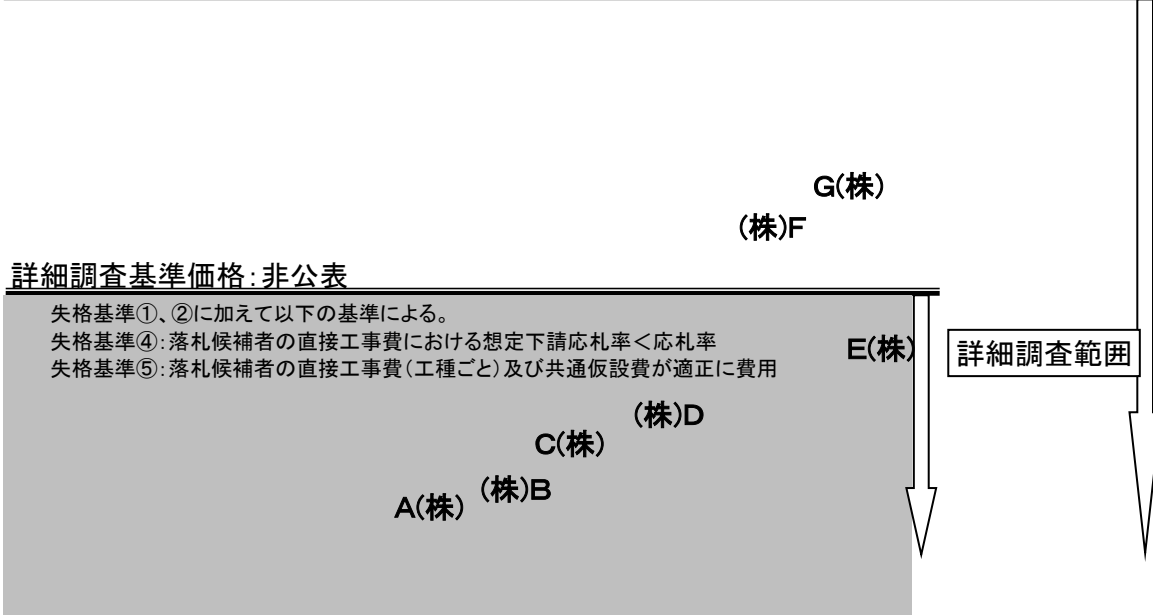 G(株)
(株)F
詳細調査基準価格：非公表
失格基準①、②に加えて以下の基準による。
失格基準④：落札候補者の直接工事費における想定下請応札率＜応札率
失格基準⑤：落札候補者の直接工事費（工種ごと）及び共通仮設費が適正に費用
E(株)
詳細調査範囲
(株)D
C(株)
(株)B
A(株)